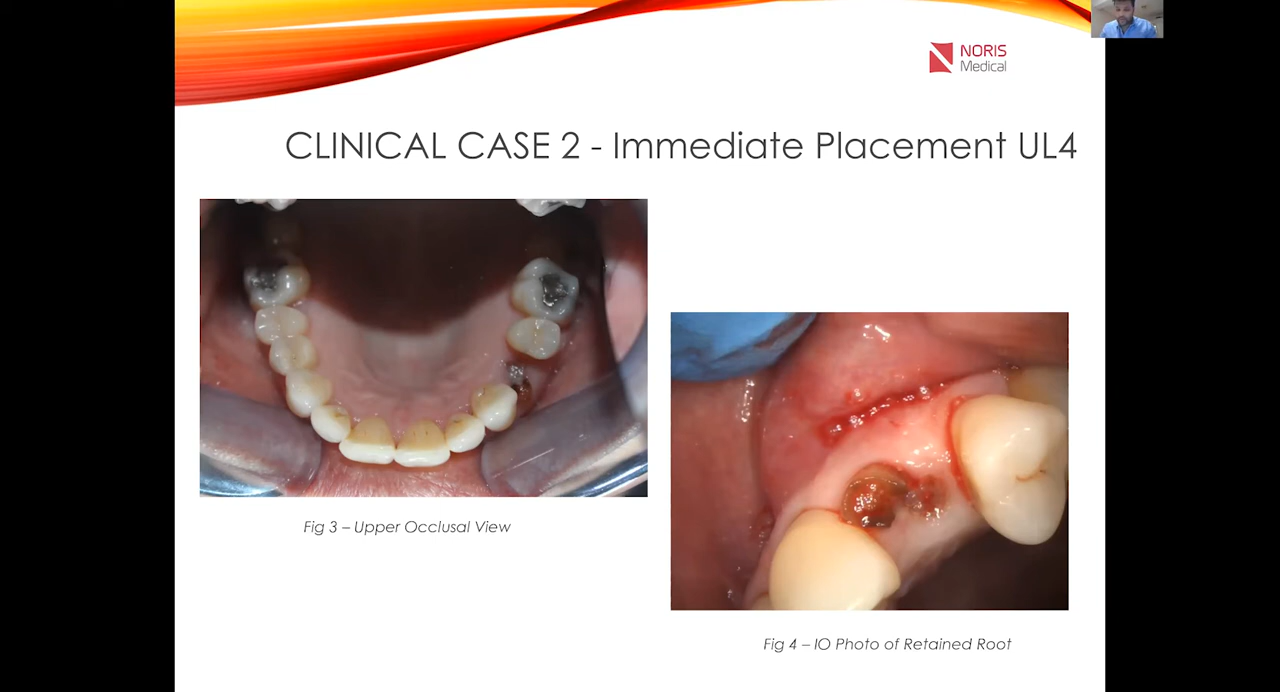 NORIS
Medical
CLINICAL CASE 2 - Immediate Placement UL4
Fig 3 – Upper Occlusal View
Fig 4 – IO Photo of Retained Root